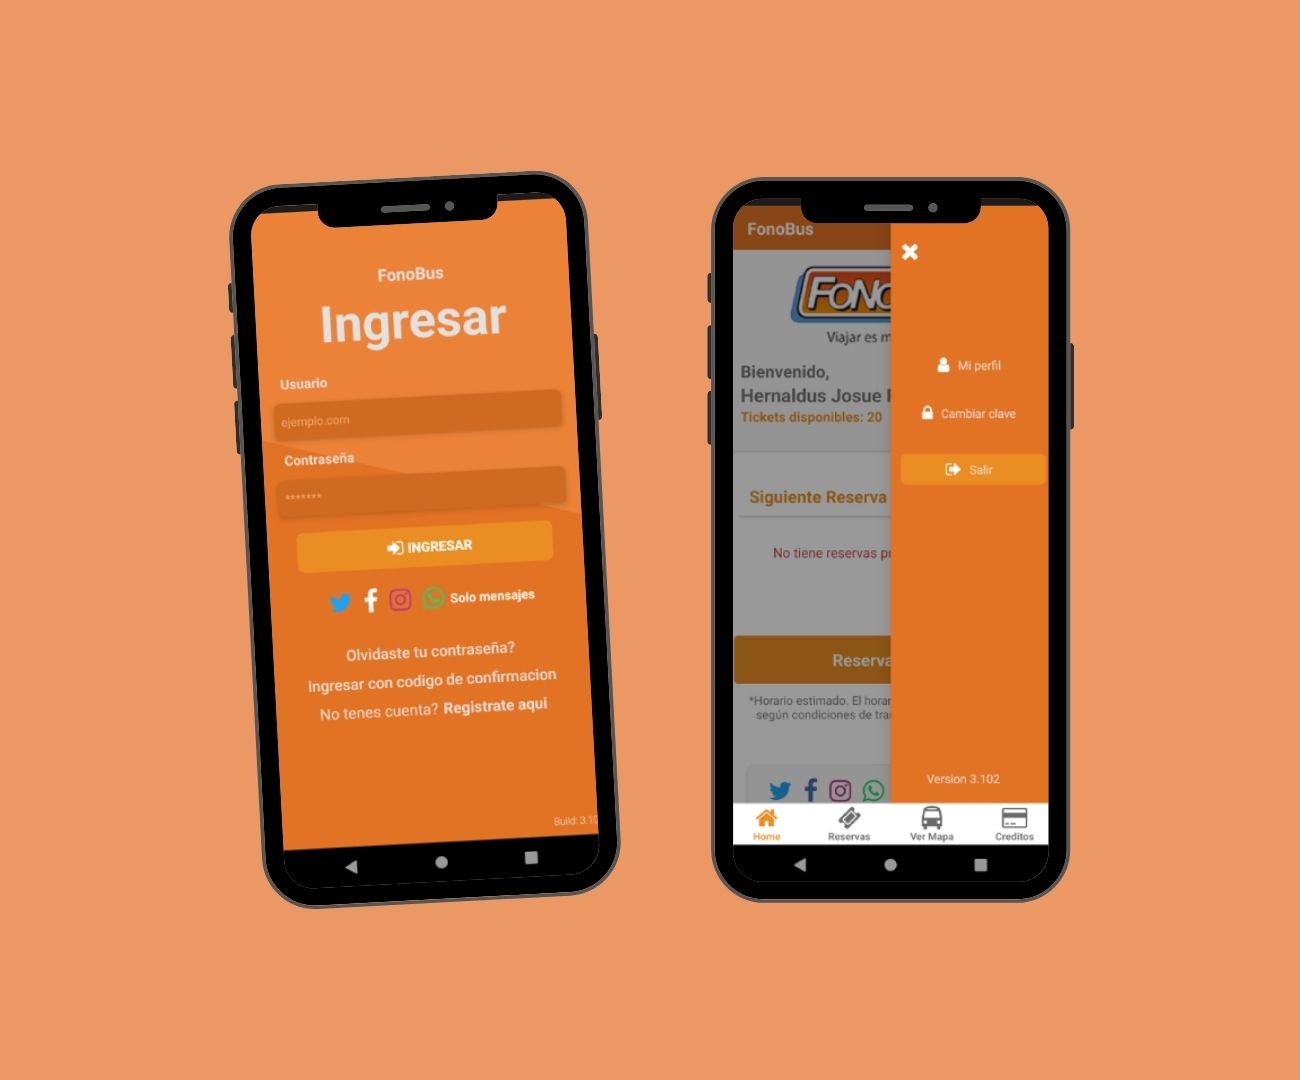 FonoBus
Ingresar
Usuario
ejemplo.com
Contraseña
*******
INGRESAR
Solo mensajes
Olvidaste tu contraseña?
Ingresar con codigo de confirmacion
No tenes cuenta? Registrate aqui
Build: 3.10
FonoBus
FONO
Viajar es m
Bienvenido,
Hernaldus Josue
Tickets disponibles: 20
Siguiente Reserva
No tiene reservas pr
Reserva
*Horario estimado. El horar
según condiciones de tra
Mi perfil
Cambiar clave
Salir
Version 3.102
Home
Reservas
Ver Mapa
Creditos